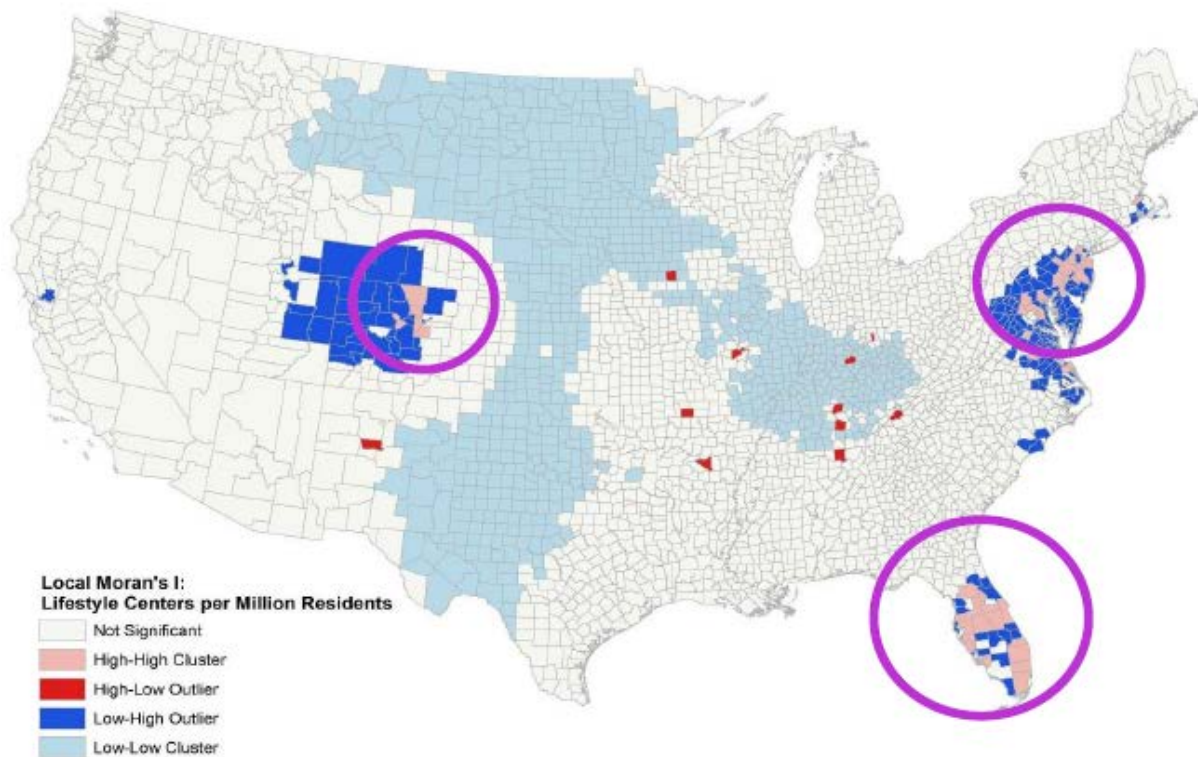 Local Moran's I:
Lifestyle Centers per Million Residents
Not Significant
High-High Cluster
High-Low Outlier
Low-High Outlier
Low-Low Cluster